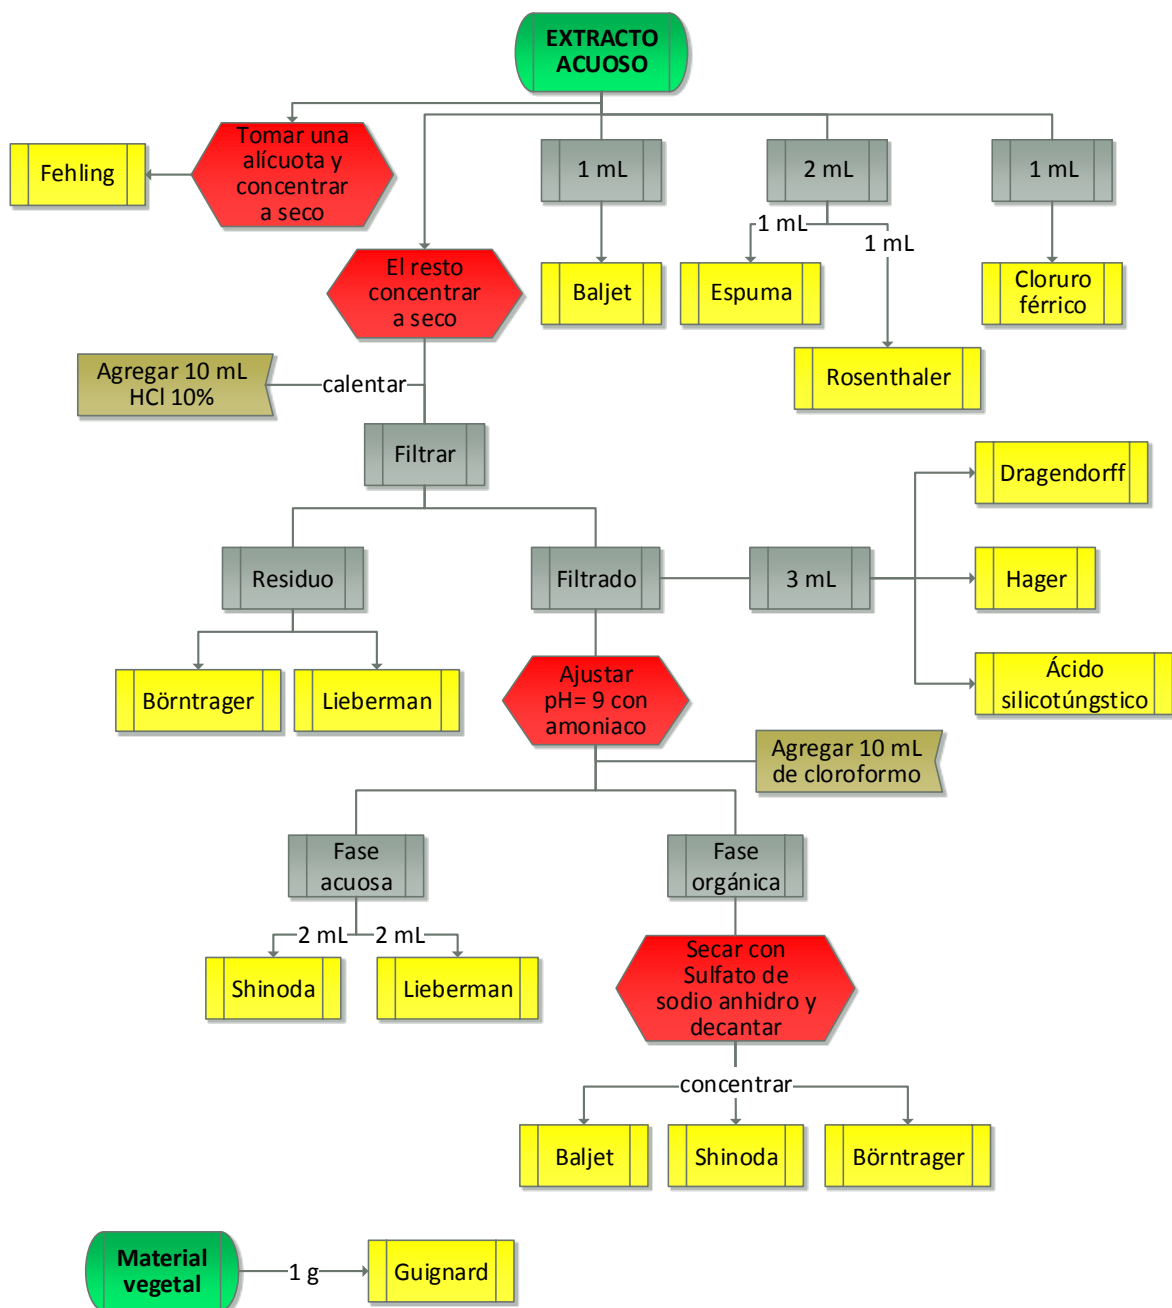 EXTRACTO
ACUOSO
Tomar una
alícuota y
concentrar
a seco
Fehling
1 mL
2 mL
1 mL
El resto
concentrar
a seco
1 mL
1 mL
Baljet
Espuma
Cloruro
férrico
Rosenthaler
Agregar 10 mL
HCl 10%
calentar
Filtrar
Dragendorff
Residuo
Filtrado
3 mL
Hager
Börntrager
Lieberman
Ajustar
pH= 9 con
amoniaco
Ácido
silicotúngstico
Agregar 10 mL
de cloroformo
Fase
acuosa
Fase
orgánica
2 mL
2 mL
Shinoda
Lieberman
Secar con
Sulfato de
sodio anhidro y
decantar
concentrar
Baljet
Shinoda
Börntrager
Material
vegetal
1 g
Guignard